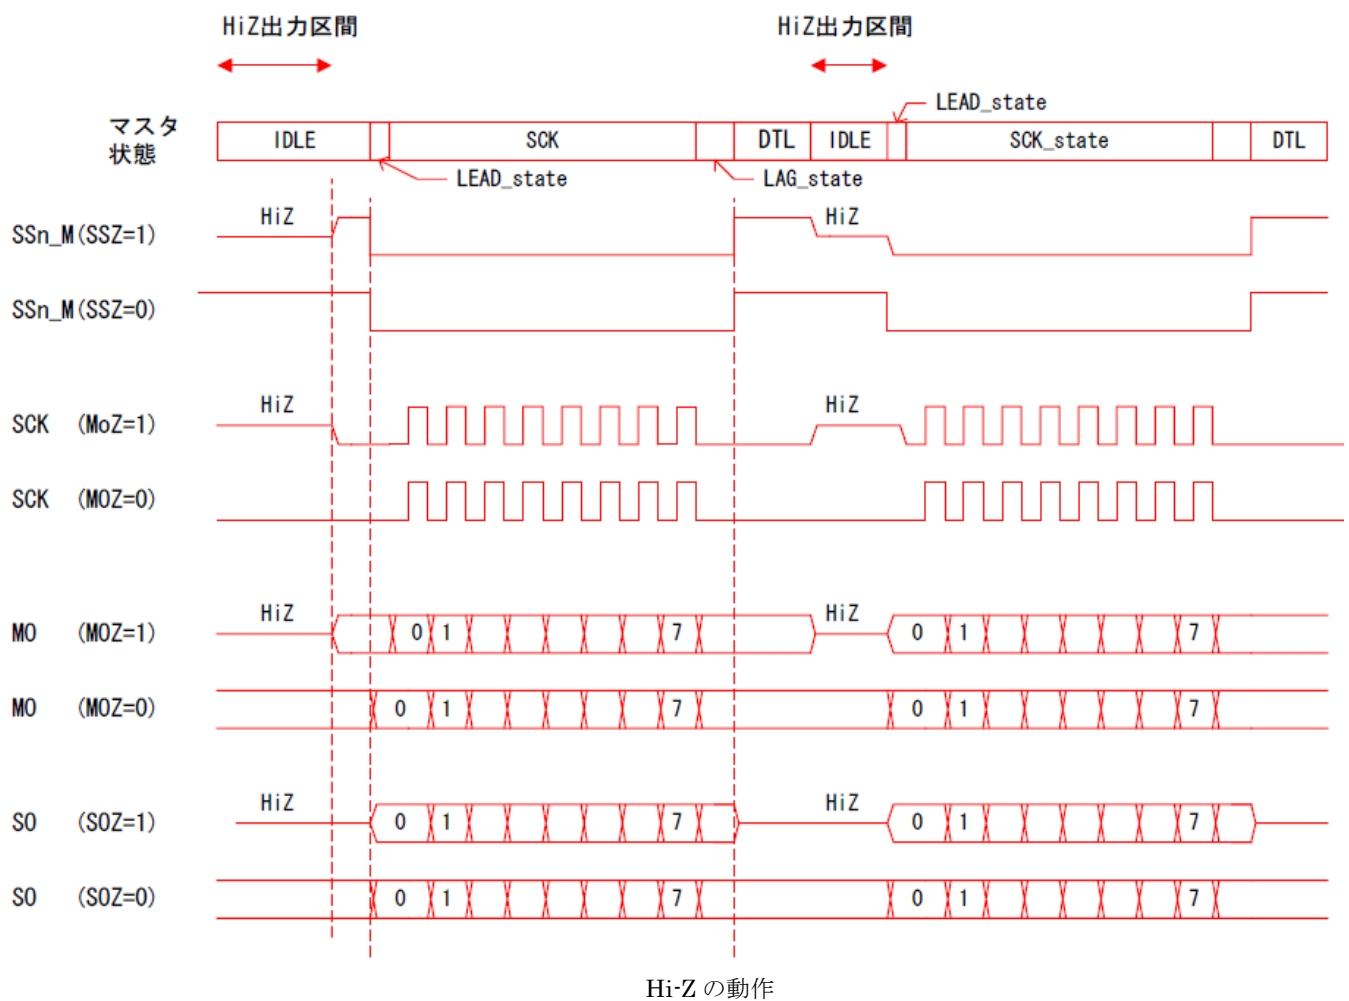 HiZ出力区間 HiZ出力区間
LEAD_state
マスタ
状態
IDLE SCK DTL IDLE SCK_state DTL
LEAD_state LAG_state
HiZ HiZ
SSn_M(SSZ=1)
SSn_M(SSZ=0)
HiZ HiZ
SCK (MoZ=1)
SCK (MOZ=0)
HiZ HiZ
MO (MOZ=1) 0 1 7 0 1 7
MO (MOZ=0) 0 1 7 0 1 7
HiZ HiZ
SO (SOZ=1) 0 1 7 0 1 7
SO (SOZ=0) 0 1 7 0 1 7
Hi-Z の動作